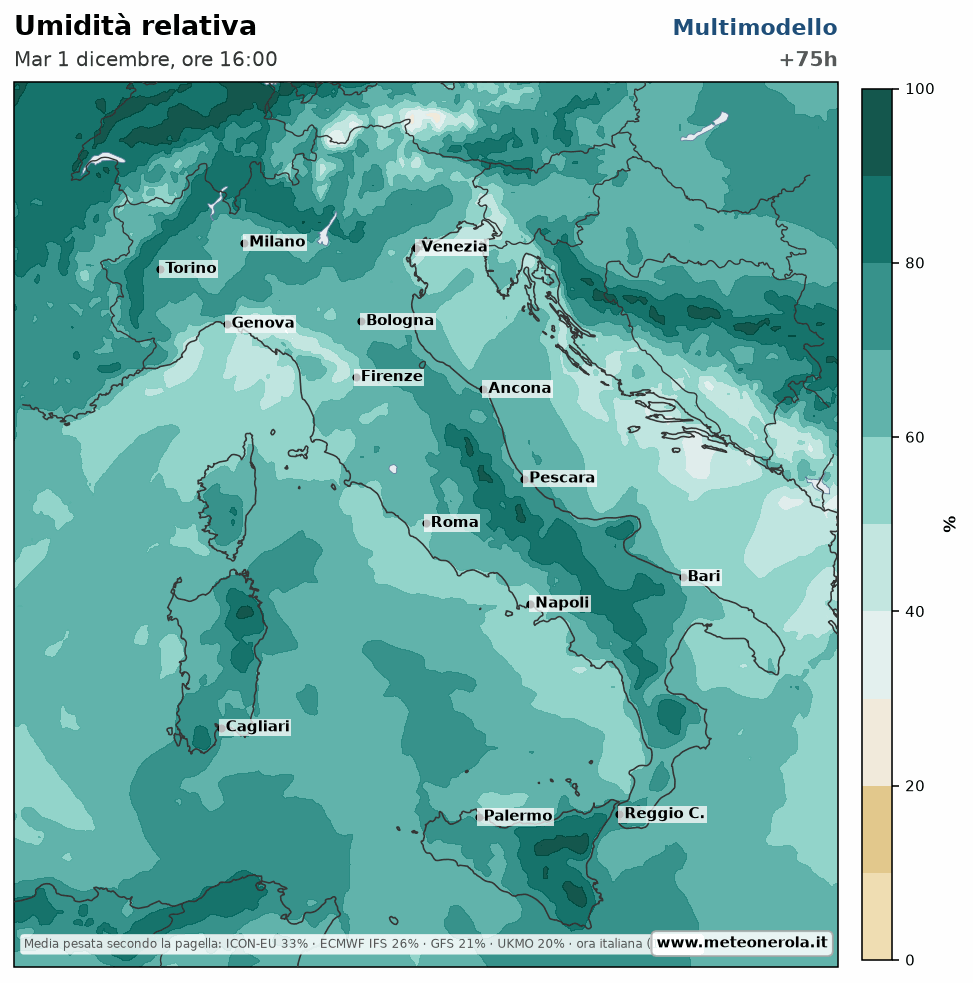 Umidità relativa
Multimodello
Mar 1 dicembre, ore 16:00
+75h
100
80
60
40
20
0
%
Milano
Venezia
Torino
Genova
Bologna
Firenze
Ancona
Pescara
Roma
Bari
Napoli
Cagliari
Palermo
Reggio C.
Media pesata secondo la pagella: ICON-EU 33% · ECMWF IFS 26% · GFS 21% · UKMO 20% · ora italiana (
www.meteonerola.it